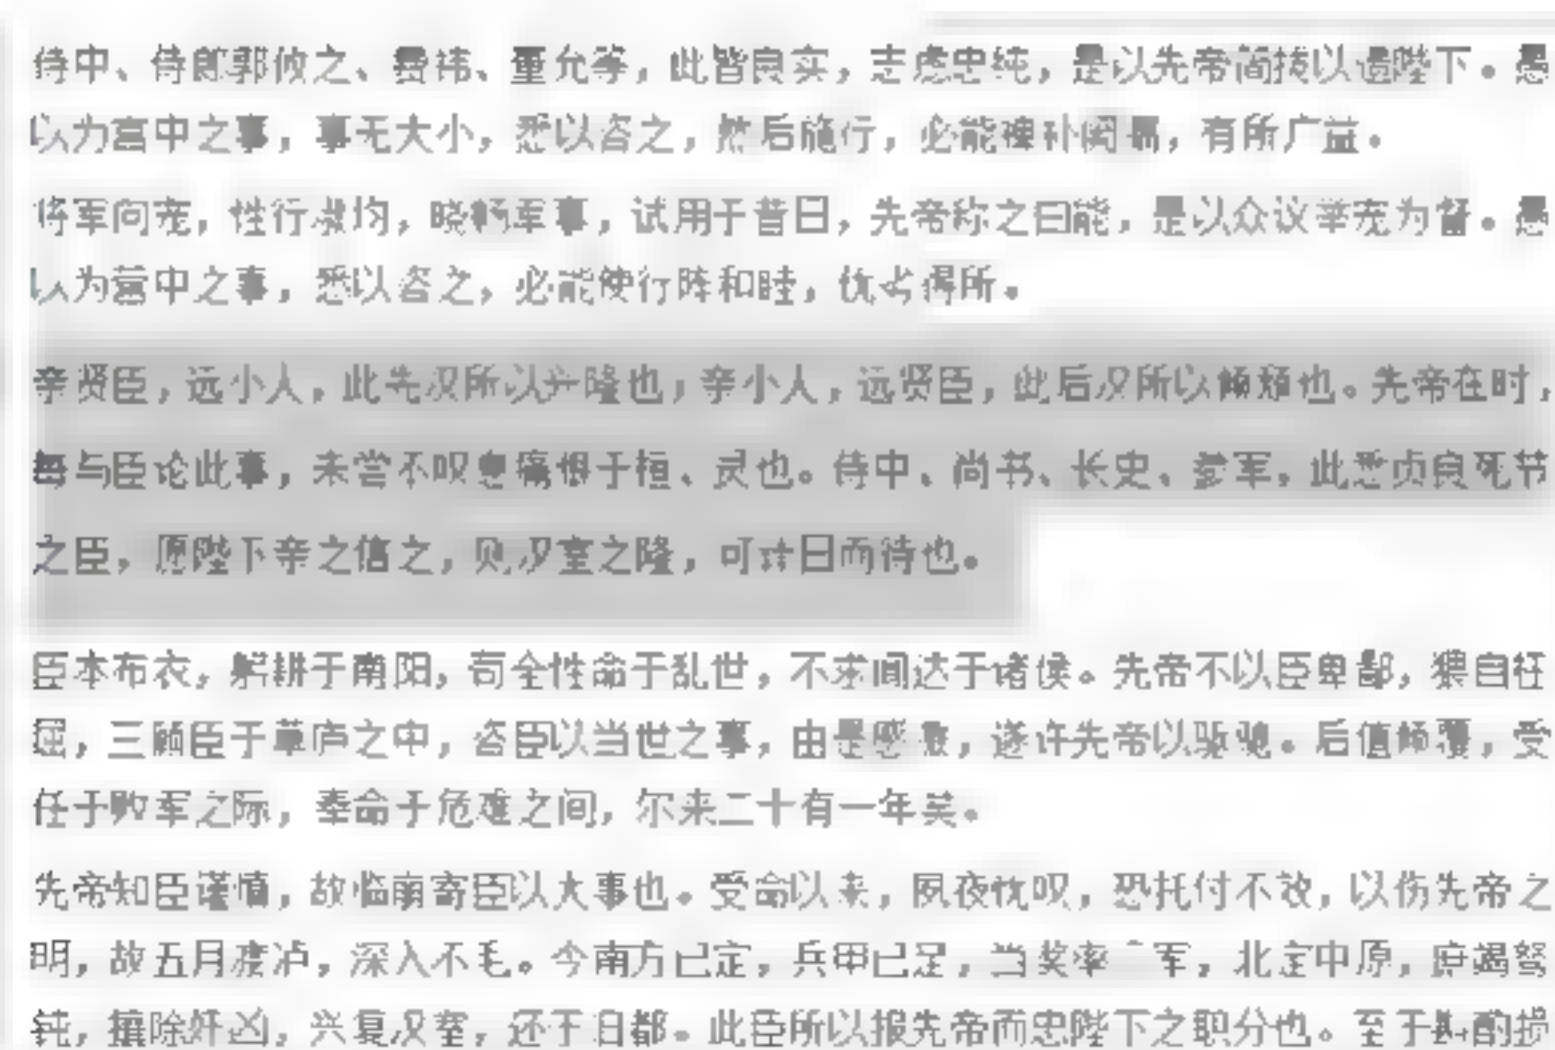 侍中、侍郎郭攸之、费祎、董允等，此皆良实，志虑忠纯，是以先帝简拔以遗陛下。愚
以为宫中之事，事无大小，悉以咨之，然后施行，必能裨补阙漏，有所广益。
将军向宠，性行淑均，晓畅军事，试用于昔日，先帝称之曰能，是以众议举宠为督。愚
以为营中之事，悉以咨之，必能使行阵和睦，优劣得所。
亲贤臣，远小人，此先汉所以兴隆也；亲小人，远贤臣，此后汉所以倾颓也。先帝在时，
每与臣论此事，未尝不叹息痛恨于桓、灵也。侍中、尚书、长史、参军，此悉贞良死节
之臣，愿陛下亲之信之，则汉室之隆，可计日而待也。
臣本布衣，躬耕于南阳，苟全性命于乱世，不求闻达于诸侯。先帝不以臣卑鄙，猥自枉
屈，三顾臣于草庐之中，咨臣以当世之事，由是感激，遂许先帝以驱驰。后值倾覆，受
任于败军之际，奉命于危难之间，尔来二十有一年矣。
先帝知臣谨慎，故临崩寄臣以大事也。受命以来，夙夜忧叹，恐托付不效，以伤先帝之
明，故五月渡泸，深入不毛。今南方已定，兵甲已足，当奖率三军，北定中原，庶竭驽
钝，攘除奸凶，兴复汉室，还于旧都。此臣所以报先帝而忠陛下之职分也。至于斟酌损